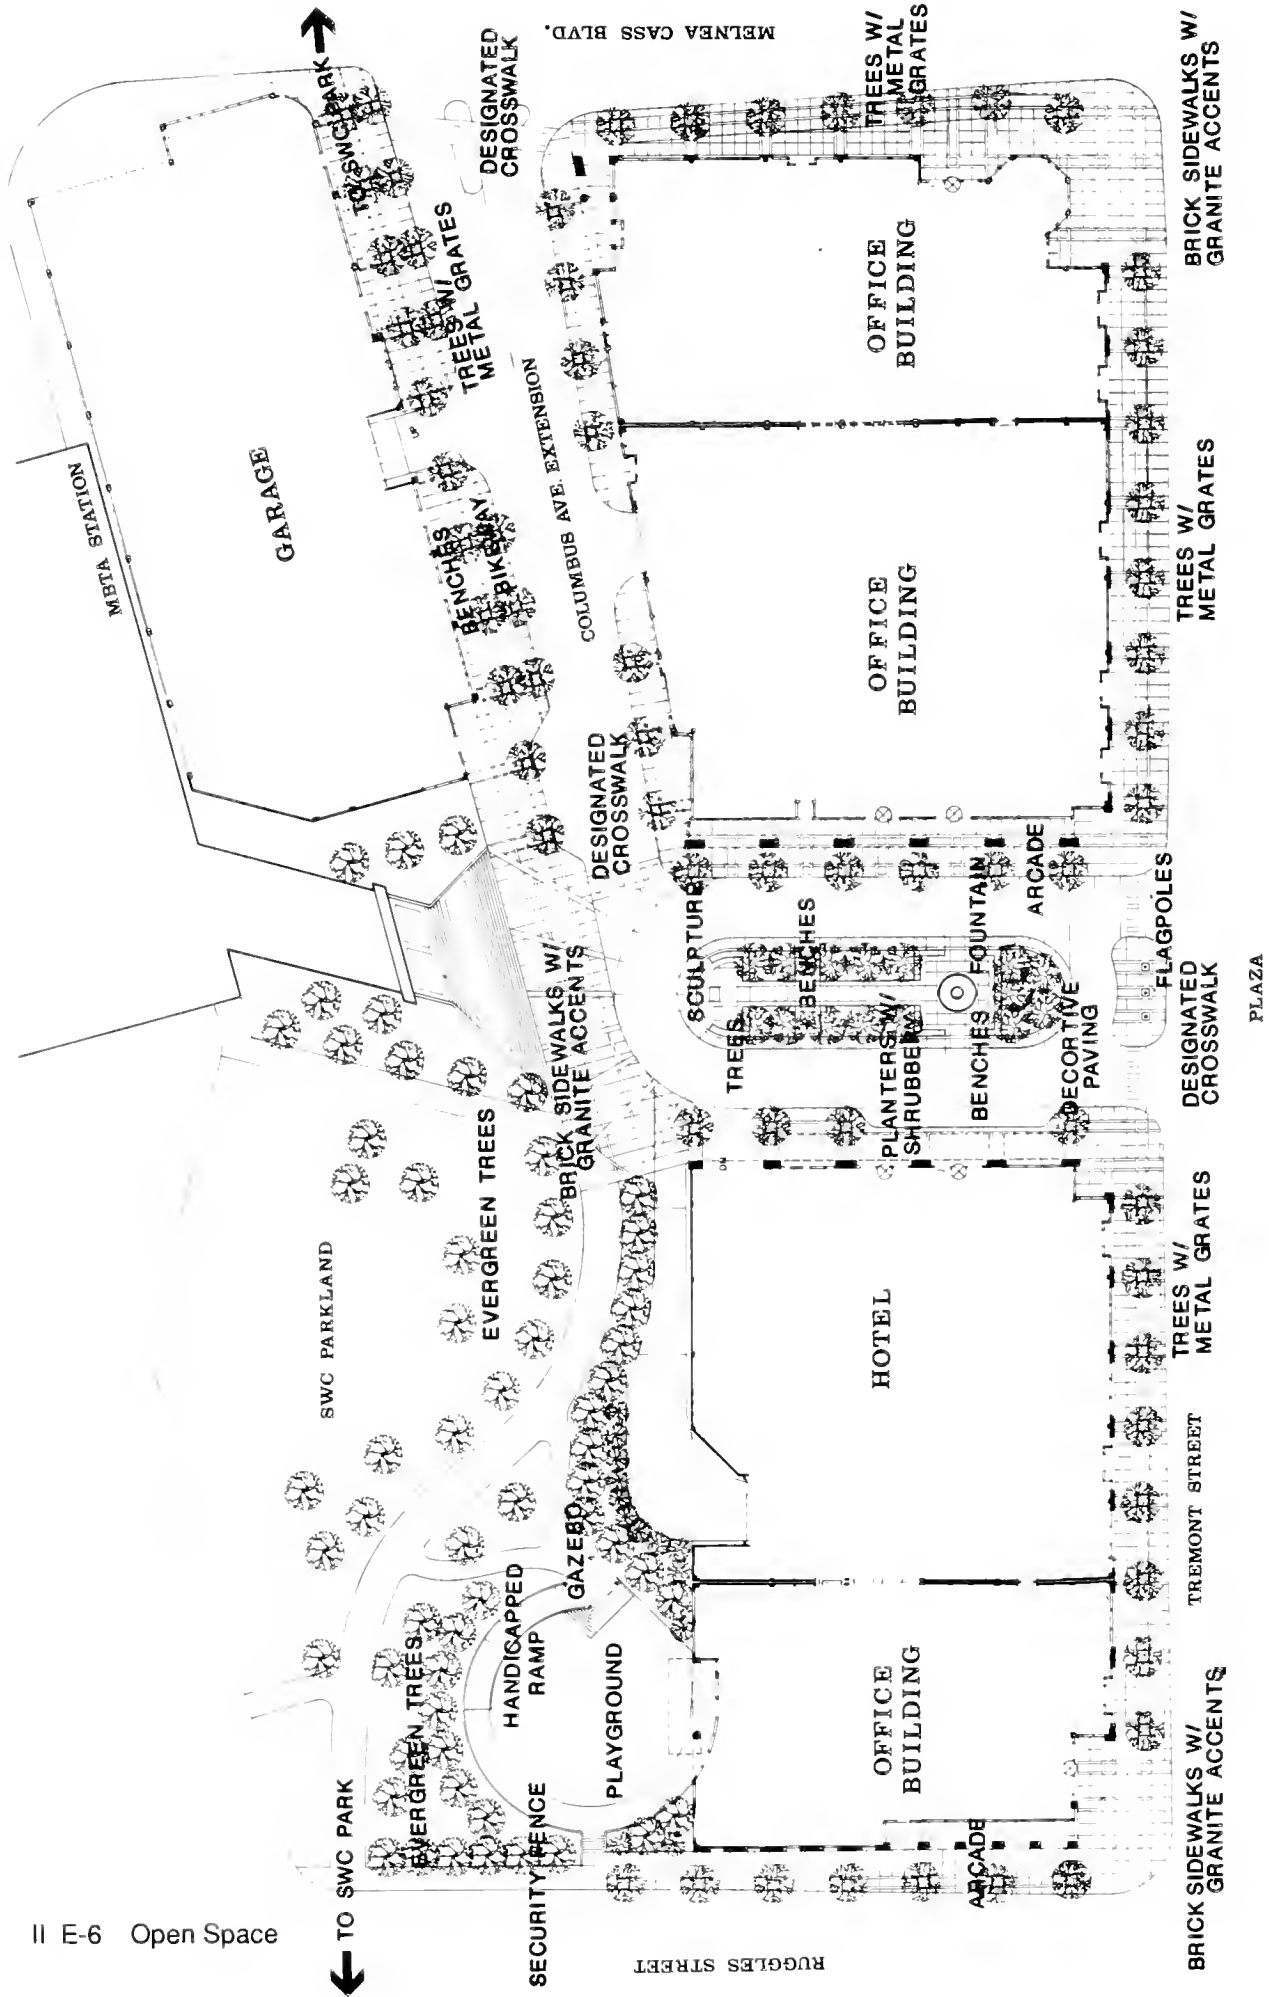 MELNEA CASS BLVD.
TO SWC PARK
DESIGNATED
CROSSWALK
TREES W/
METAL
GRATES
BRICK SIDEWALKS W/
GRANITE ACCENTS
TREES W/
METAL GRATES
OFFICE
BUILDING
MBTA STATION
GARAGE
COLUMBUS AVE. EXTENSION
BENCHES
BIKEWAY
TREES W/
METAL GRATES
OFFICE
BUILDING
DESIGNATED
CROSSWALK
SCULPTURE
BENCHES
FOUNTAIN
ARCADE
FLAGPOLES
BRICK SIDEWALKS W/
GRANITE ACCENTS
TREES
PLANTERS W/
SHRUBBERY
BENCHES
DECORTIVE
PAVING
DESIGNATED
CROSSWALK
PLAZA
EVERGREEN TREES
SWC PARKLAND
HOTEL
TREES W/
METAL GRATES
TREMONT STREET
GAZEBO
HANDICAPPED
RAMP
PLAYGROUND
EVERGREEN TREES
OFFICE
BUILDING
SECURITY FENCE
ARCADE
BRICK SIDEWALKS W/
GRANITE ACCENTS
TO SWC PARK
RUGGLES STREET
II E-6 Open Space